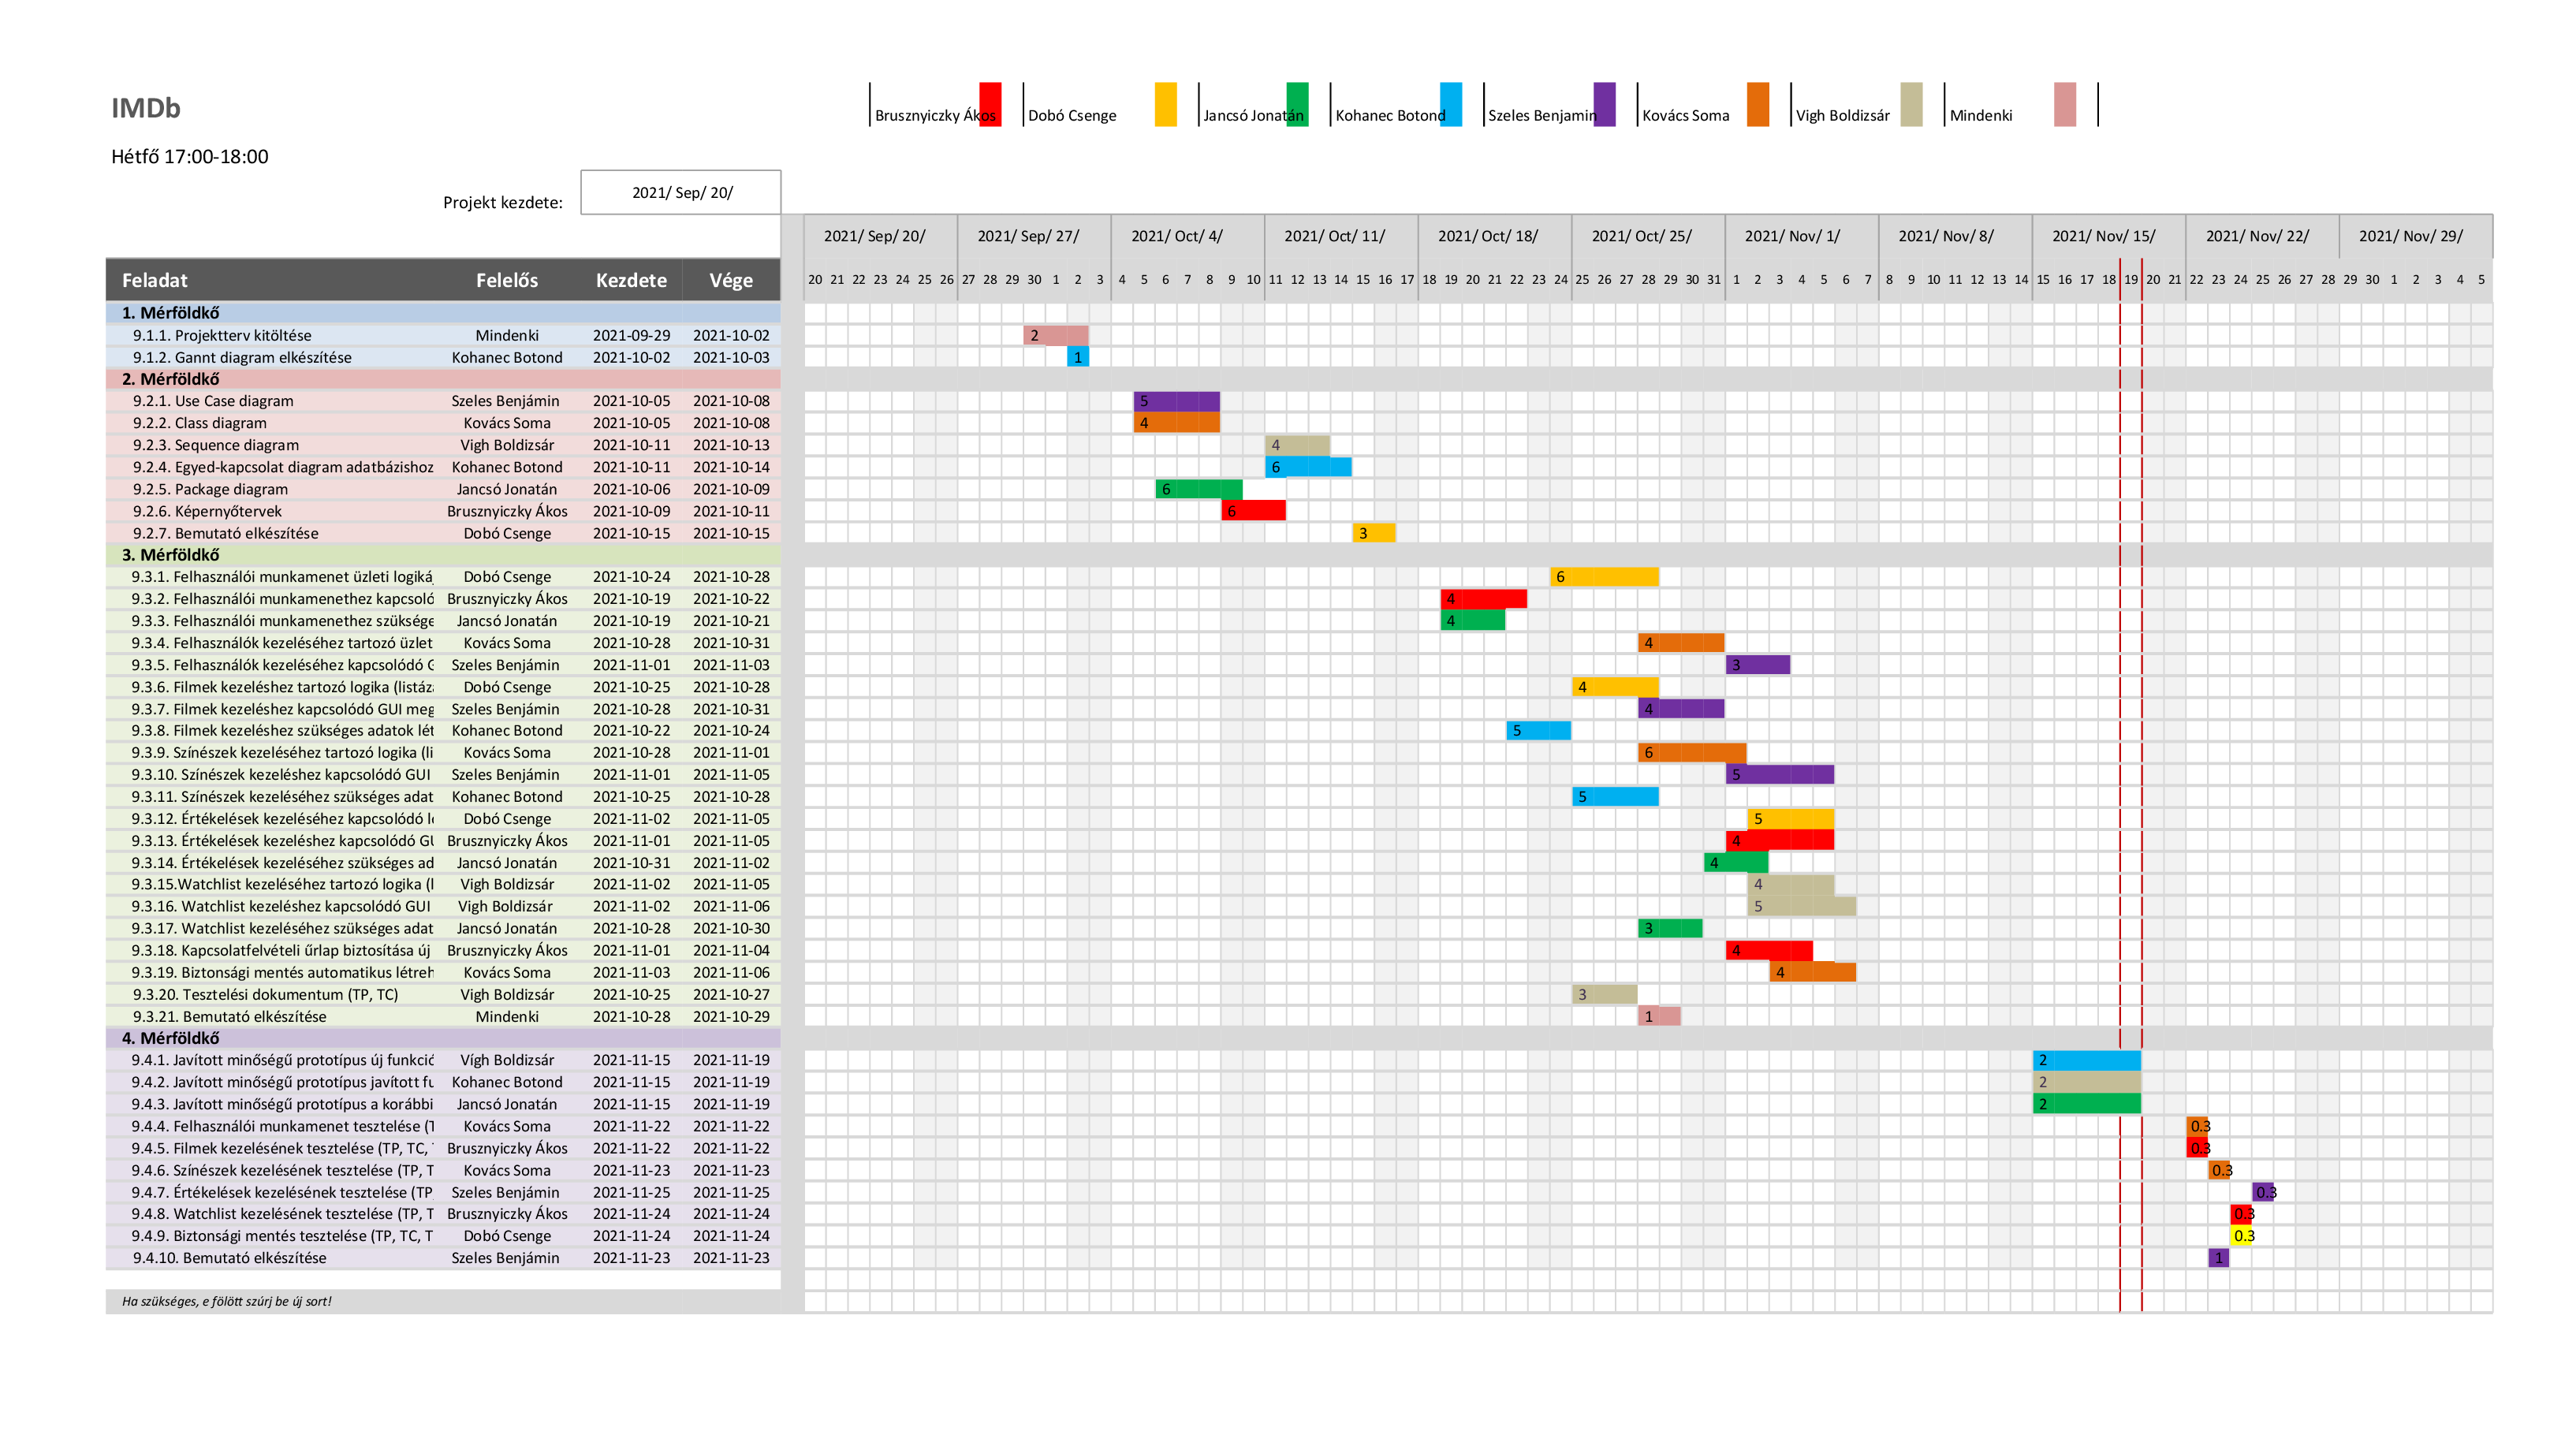 IMDb
Brusznyiczky Ákos Dobó Csenge Jancsó Jonatán Kohanec Botond Szeles Benjamin Kovács Soma Vigh Boldizsár Mindenki
Hétfő 17:00-18:00
Projekt kezdete: 2021/ Sep/ 20/
2021/ Sep/ 20/ 2021/ Sep/ 27/ 2021/ Oct/ 4/ 2021/ Oct/ 11/ 2021/ Oct/ 18/ 2021/ Oct/ 25/ 2021/ Nov/ 1/ 2021/ Nov/ 8/ 2021/ Nov/ 15/ 2021/ Nov/ 22/ 2021/ Nov/ 29/
Feladat Felelős Kezdete Vége 20 21 22 23 24 25 26 27 28 29 30 1 2 3 4 5 6 7 8 9 10 11 12 13 14 15 16 17 18 19 20 21 22 23 24 25 26 27 28 29 30 31 1 2 3 4 5 6 7 8 9 10 11 12 13 14 15 16 17 18 19 20 21 22 23 24 25 26 27 28 29 30 1 2 3 4 5
1. Mérföldkő
9.1.1. Projektterv kitöltése Mindenki 2021-09-29 2021-10-02 2
9.1.2. Gannt diagram elkészítése Kohanec Botond 2021-10-02 2021-10-03 1
2. Mérföldkő
9.2.1. Use Case diagram Szeles Benjámin 2021-10-05 2021-10-08 5
9.2.2. Class diagram Kovács Soma 2021-10-05 2021-10-08 4
9.2.3. Sequence diagram Vigh Boldizsár 2021-10-11 2021-10-13 4
9.2.4. Egyed-kapcsolat diagram adatbázishoz Kohanec Botond 2021-10-11 2021-10-14 6
9.2.5. Package diagram Jancsó Jonatán 2021-10-06 2021-10-09 6
9.2.6. Képernyőtervek Brusznyiczky Ákos 2021-10-09 2021-10-11 6
9.2.7. Bemutató elkészítése Dobó Csenge 2021-10-15 2021-10-15 3
3. Mérföldkő
9.3.1. Felhasználói munkamenet üzleti logiká Dobó Csenge 2021-10-24 2021-10-28 6
9.3.2. Felhasználói munkamenethez kapcsoló Brusznyiczky Ákos 2021-10-19 2021-10-22 4
9.3.3. Felhasználói munkamenethez szüksége Jancsó Jonatán 2021-10-19 2021-10-21 4
9.3.4. Felhasználók kezeléséhez tartozó üzlet Kovács Soma 2021-10-28 2021-10-31 4
9.3.5. Felhasználók kezeléséhez kapcsolódó G Szeles Benjámin 2021-11-01 2021-11-03 3
9.3.6. Filmek kezeléshez tartozó logika (listáz Dobó Csenge 2021-10-25 2021-10-28 4
9.3.7. Filmek kezeléshez kapcsolódó GUI meg Szeles Benjámin 2021-10-28 2021-10-31 4
9.3.8. Filmek kezeléshez szükséges adatok lét Kohanec Botond 2021-10-22 2021-10-24 5
9.3.9. Színészek kezeléséhez tartozó logika (li Kovács Soma 2021-10-28 2021-11-01 6
9.3.10. Színészek kezeléshez kapcsolódó GUI Szeles Benjámin 2021-11-01 2021-11-05 5
9.3.11. Színészek kezeléséhez szükséges adat Kohanec Botond 2021-10-25 2021-10-28 5
9.3.12. Értékelések kezeléséhez kapcsolódó l Dobó Csenge 2021-11-02 2021-11-05 5
9.3.13. Értékelések kezeléshez kapcsolódó GU Brusznyiczky Ákos 2021-11-01 2021-11-05 4
9.3.14. Értékelések kezeléséhez szükséges ad Jancsó Jonatán 2021-10-31 2021-11-02 4
9.3.15.Watchlist kezeléséhez tartozó logika (l Vigh Boldizsár 2021-11-02 2021-11-05 4
9.3.16. Watchlist kezeléshez kapcsolódó GUI Vigh Boldizsár 2021-11-02 2021-11-06 5
9.3.17. Watchlist kezeléséhez szükséges adat Jancsó Jonatán 2021-10-28 2021-10-30 3
9.3.18. Kapcsolatfelvételi űrlap biztosítása új Brusznyiczky Ákos 2021-11-01 2021-11-04 4
9.3.19. Biztonsági mentés automatikus létreh Kovács Soma 2021-11-03 2021-11-06 4
9.3.20. Tesztelési dokumentum (TP, TC) Vigh Boldizsár 2021-10-25 2021-10-27 3
9.3.21. Bemutató elkészítése Mindenki 2021-10-28 2021-10-29 1
4. Mérföldkő
9.4.1. Javított minőségű prototípus új funkció Vígh Boldizsár 2021-11-15 2021-11-19 2
9.4.2. Javított minőségű prototípus javított fu Kohanec Botond 2021-11-15 2021-11-19 2
9.4.3. Javított minőségű prototípus a korábbi Jancsó Jonatán 2021-11-15 2021-11-19 2
9.4.4. Felhasználói munkamenet tesztelése (T Kovács Soma 2021-11-22 2021-11-22 0.3
9.4.5. Filmek kezelésének tesztelése (TP, TC, Brusznyiczky Ákos 2021-11-22 2021-11-22 0.3
9.4.6. Színészek kezelésének tesztelése (TP, T Kovács Soma 2021-11-23 2021-11-23 0.3
9.4.7. Értékelések kezelésének tesztelése (TP, Szeles Benjámin 2021-11-25 2021-11-25 0.3
9.4.8. Watchlist kezelésének tesztelése (TP, T Brusznyiczky Ákos 2021-11-24 2021-11-24 0.3
9.4.9. Biztonsági mentés tesztelése (TP, TC, T Dobó Csenge 2021-11-24 2021-11-24 0.3
9.4.10. Bemutató elkészítése Szeles Benjámin 2021-11-23 2021-11-23 1
Ha szükséges, e fölött szúrj be új sort!